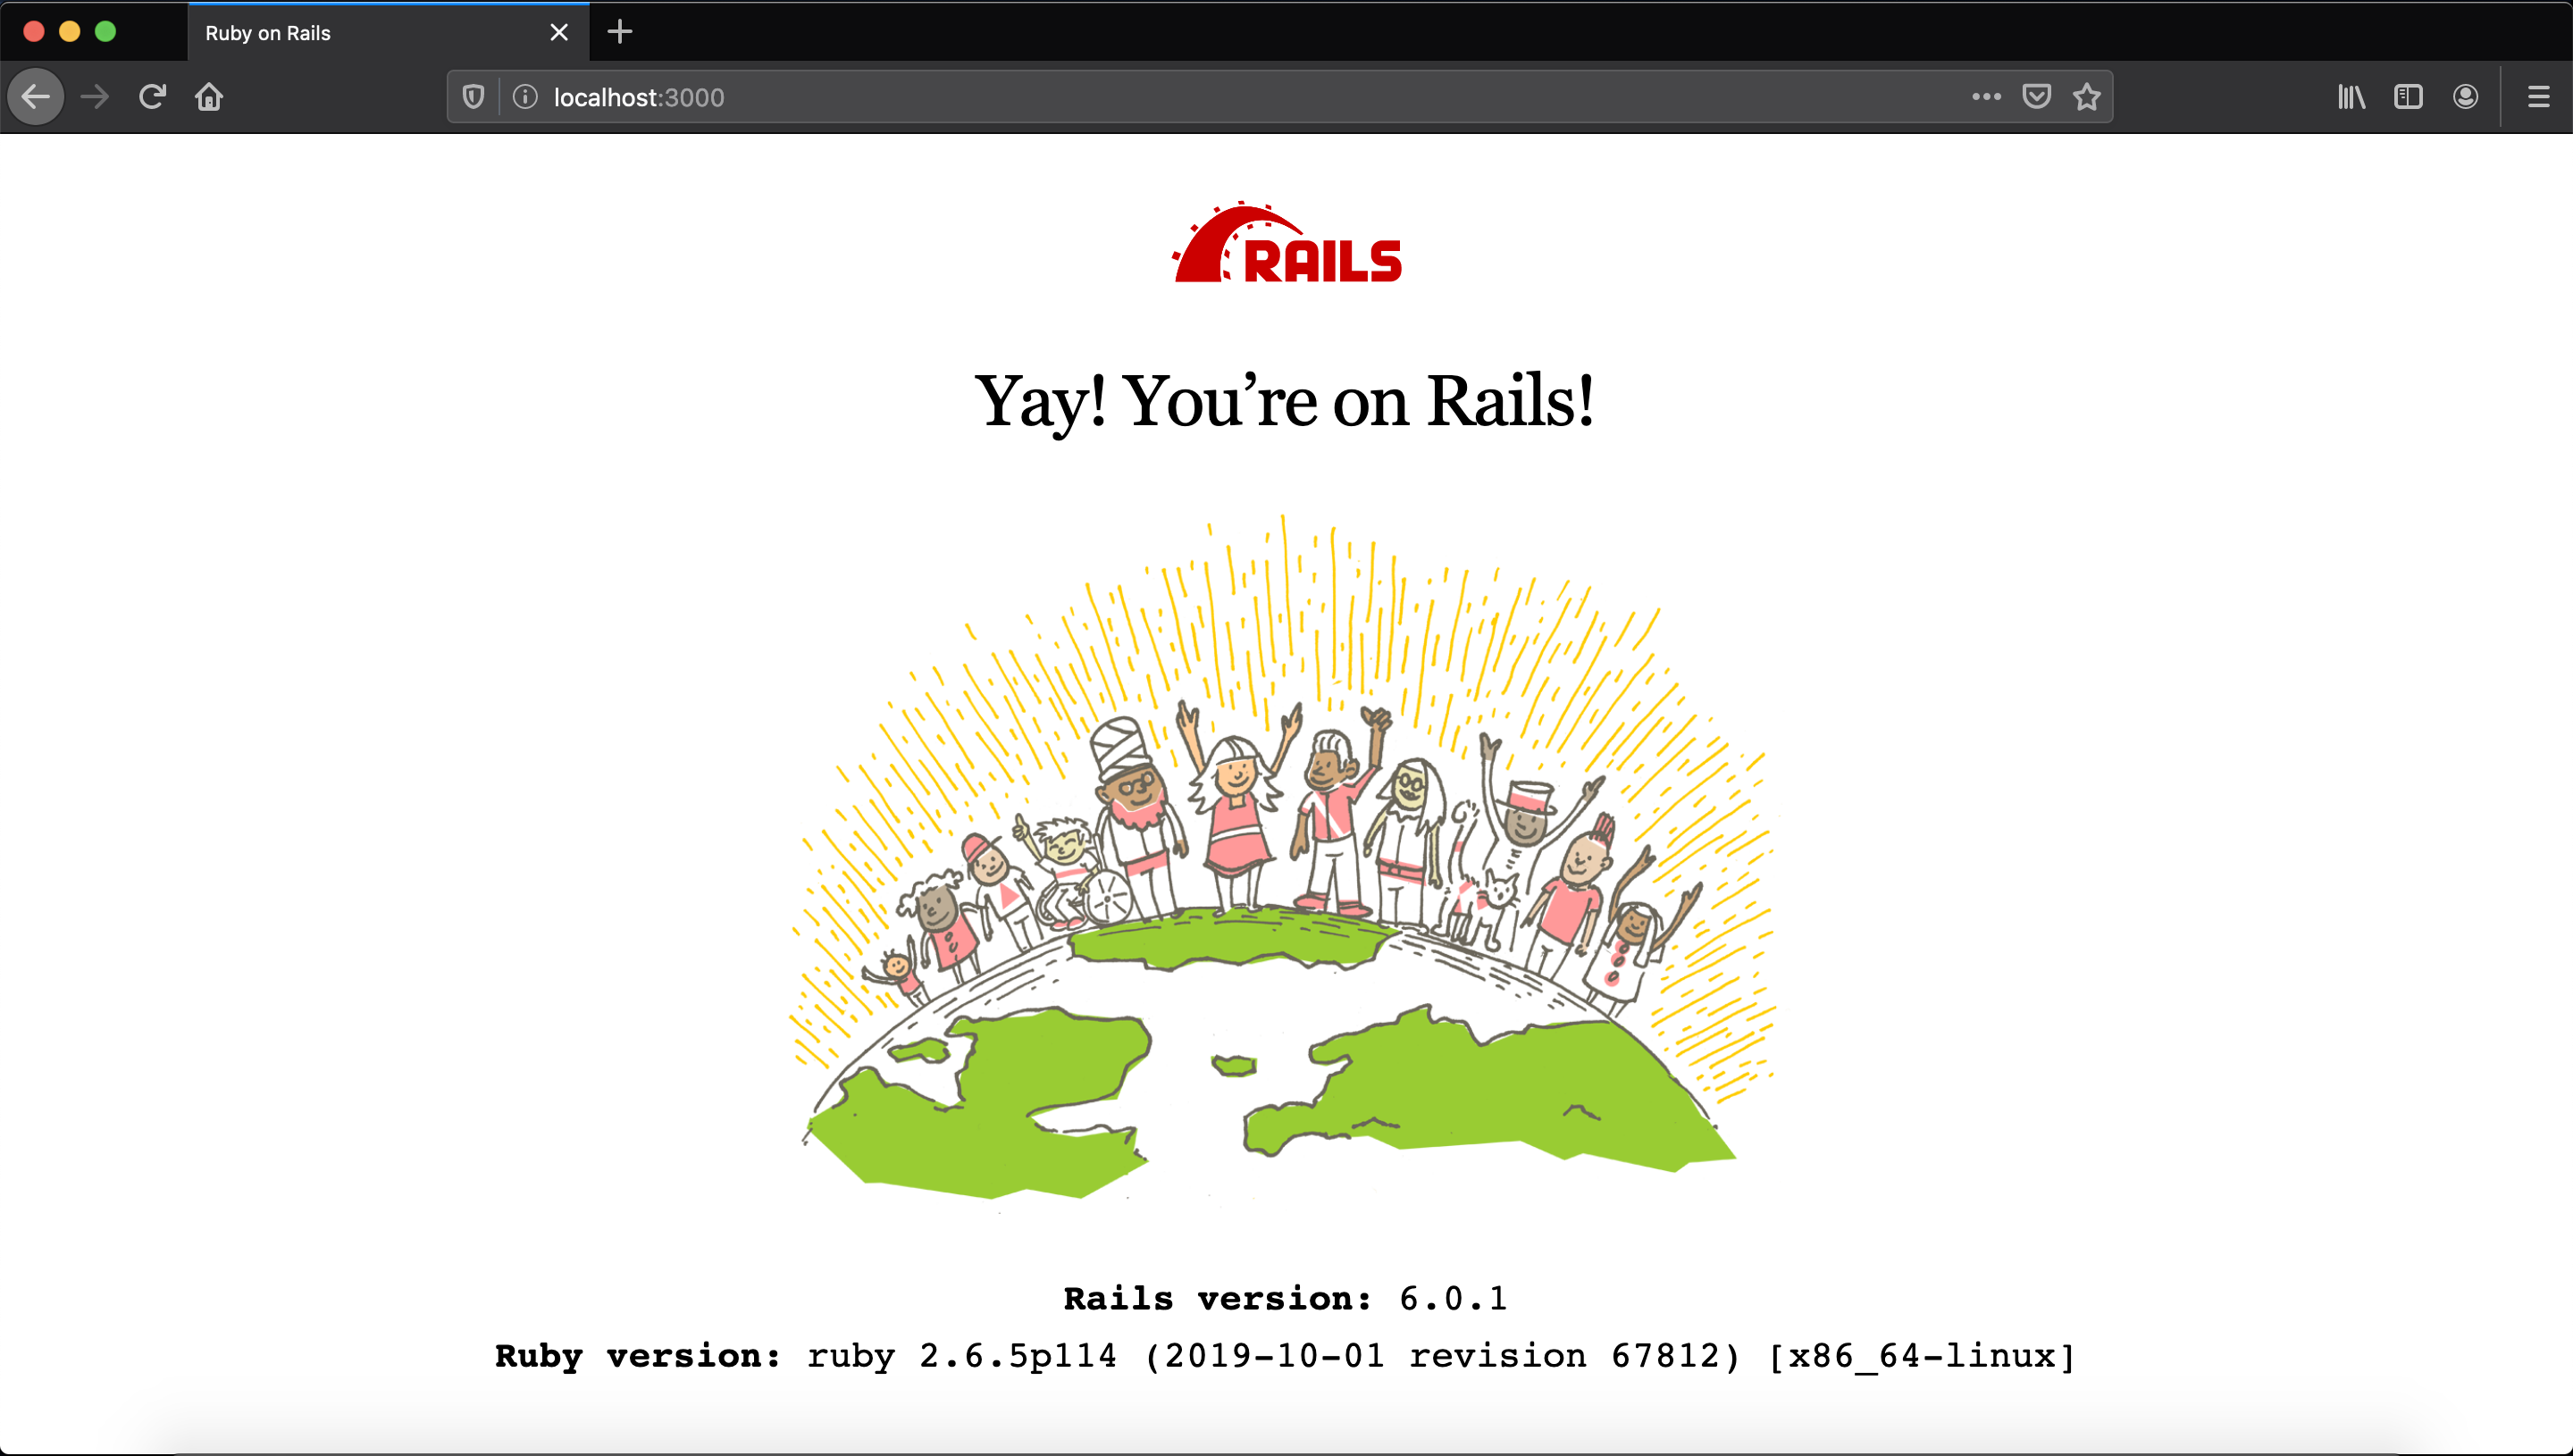 Ruby on Rails
localhost:3000
RAILS
Yay! You’re on Rails!
Rails version: 6.0.1
Ruby version: ruby 2.6.5p114 (2019-10-01 revision 67812) [x86_64-linux]